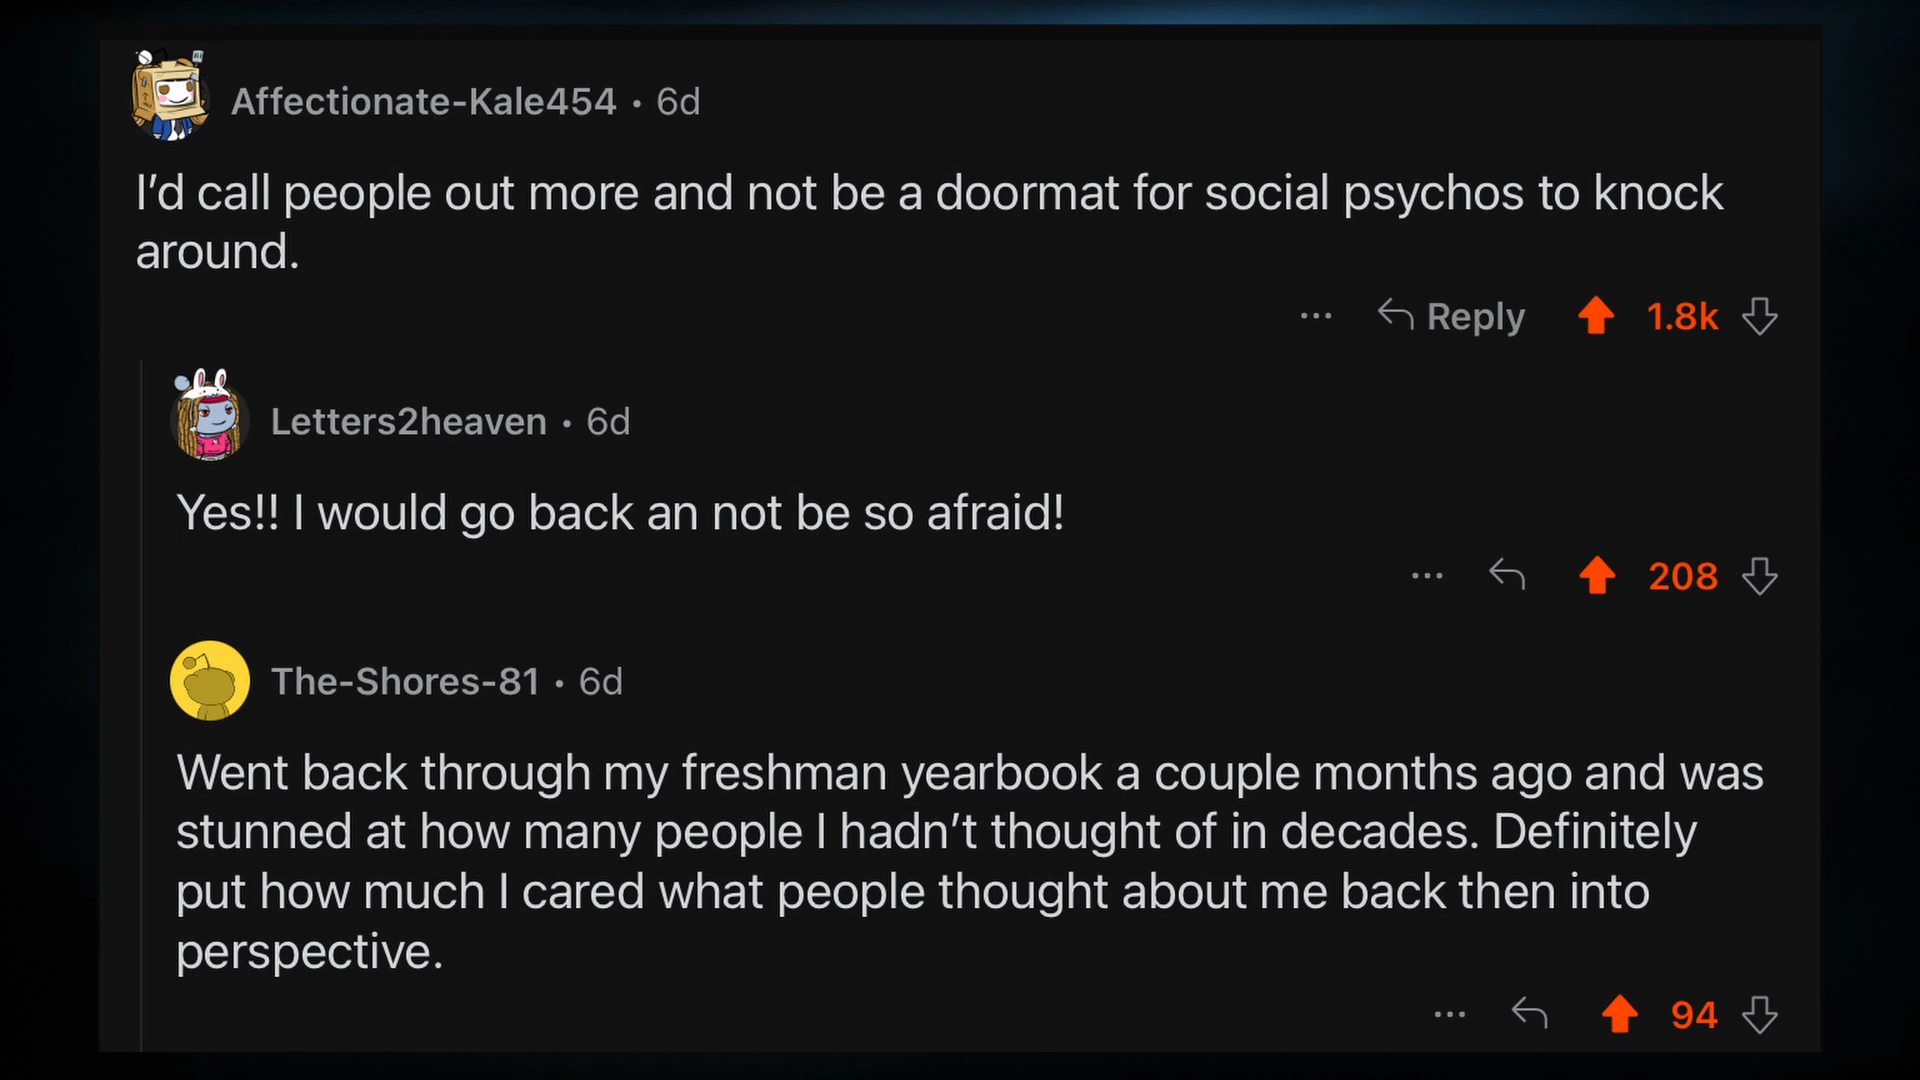 Affectionate-Kale454 • 6d
I’d call people out more and not be a doormat for social psychos to knock
around.
... Reply 1.8k
Letters2heaven • 6d
Yes!! I would go back an not be so afraid!
... 208
The-Shores-81 • 6d
Went back through my freshman yearbook a couple months ago and was
stunned at how many people I hadn’t thought of in decades. Definitely
put how much I cared what people thought about me back then into
perspective.
... 94